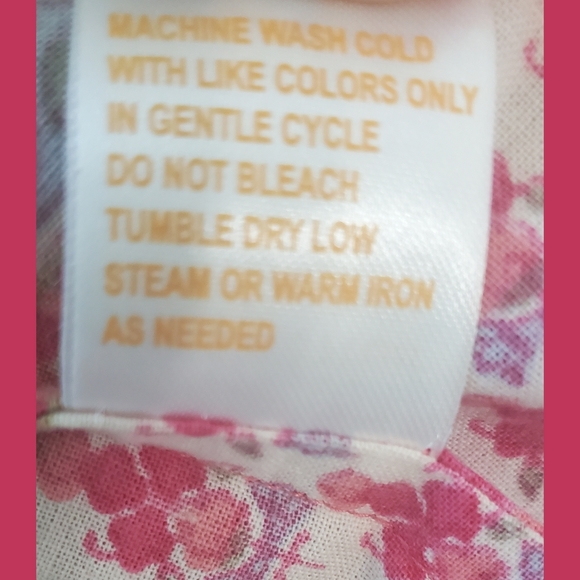 MACHINE WASH COLD
WITH LIKE COLORS ONLY
IN GENTLE CYCLE
DO NOT BLEACH
TUMBLE DRY LOW
STEAM OR WARM IRON
AS NEEDED